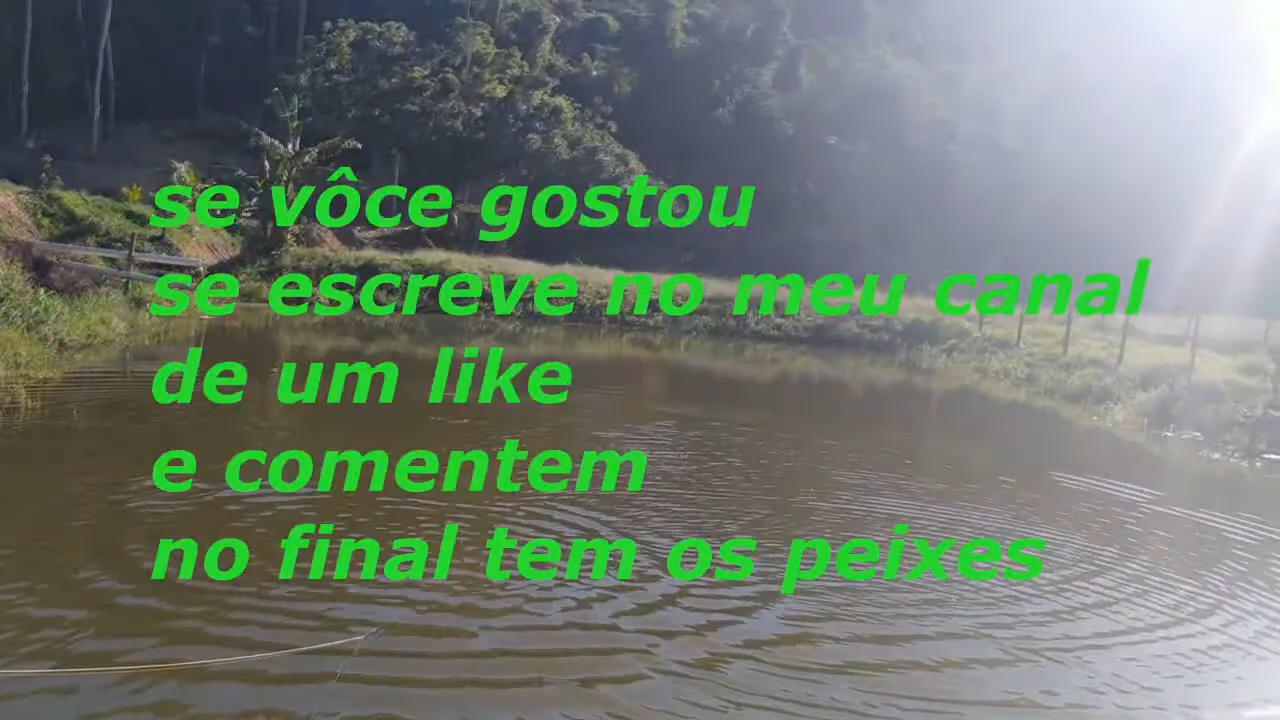 se vôce gostou
se escreve no meu canal
de um like
e comentem
no final tem os peixes